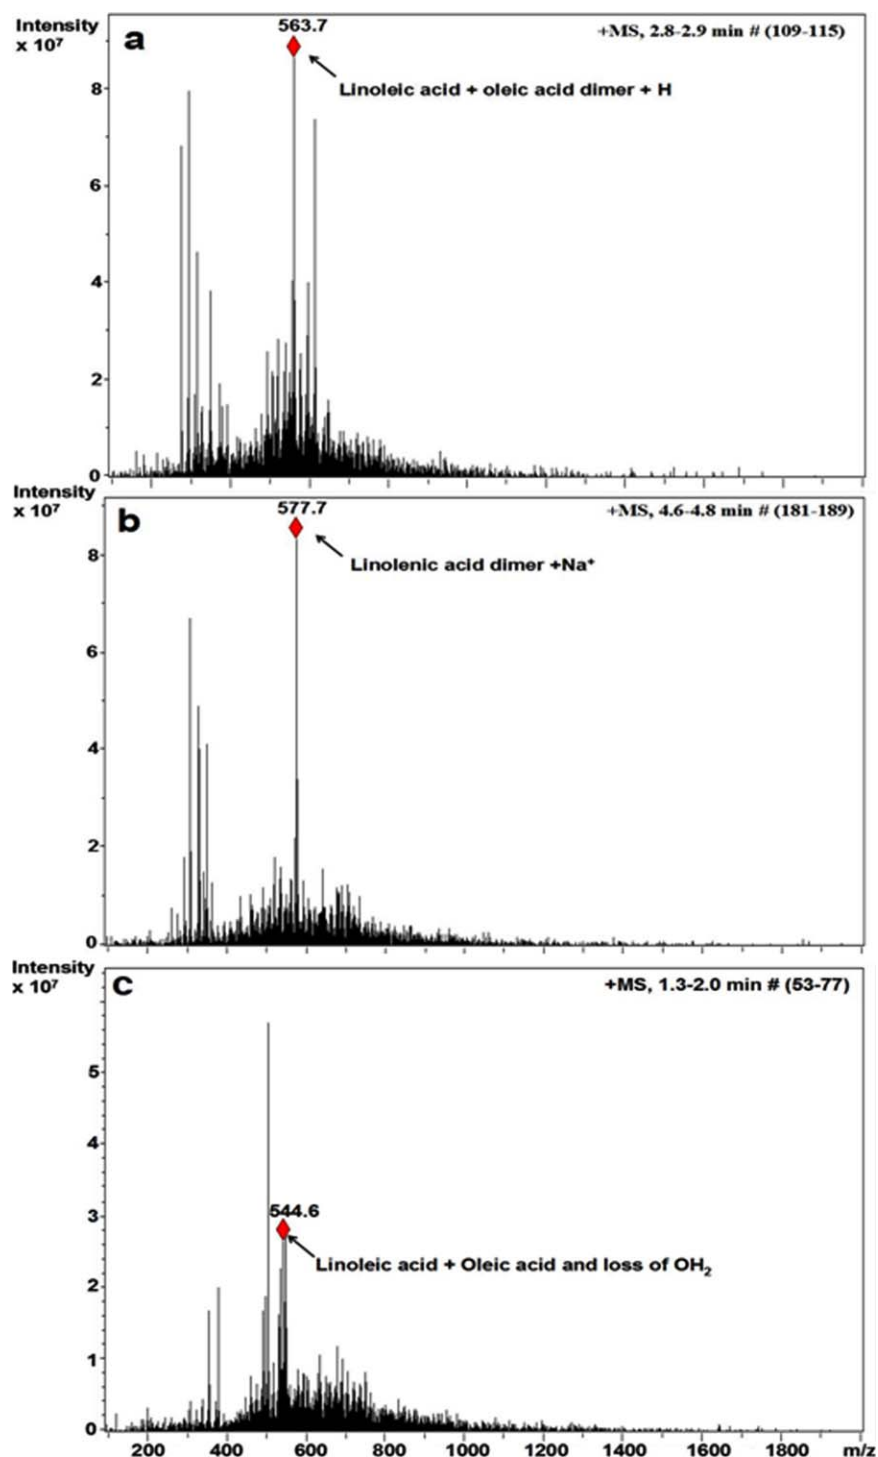 Intensity
x 10⁷
a
563.7
+MS, 2.8-2.9 min # (109-115)
Linoleic acid + oleic acid dimer + H
8
6
4
2
0
Intensity
x 10⁷
b
577.7
+MS, 4.6-4.8 min # (181-189)
Linolenic acid dimer +Na⁺
8
6
4
2
0
Intensity
x 10⁷
c
+MS, 1.3-2.0 min # (53-77)
5
4
3
544.6
Linoleic acid + Oleic acid and loss of OH₂
2
1
0
200 400 600 800 1000 1200 1400 1600 1800 m/z